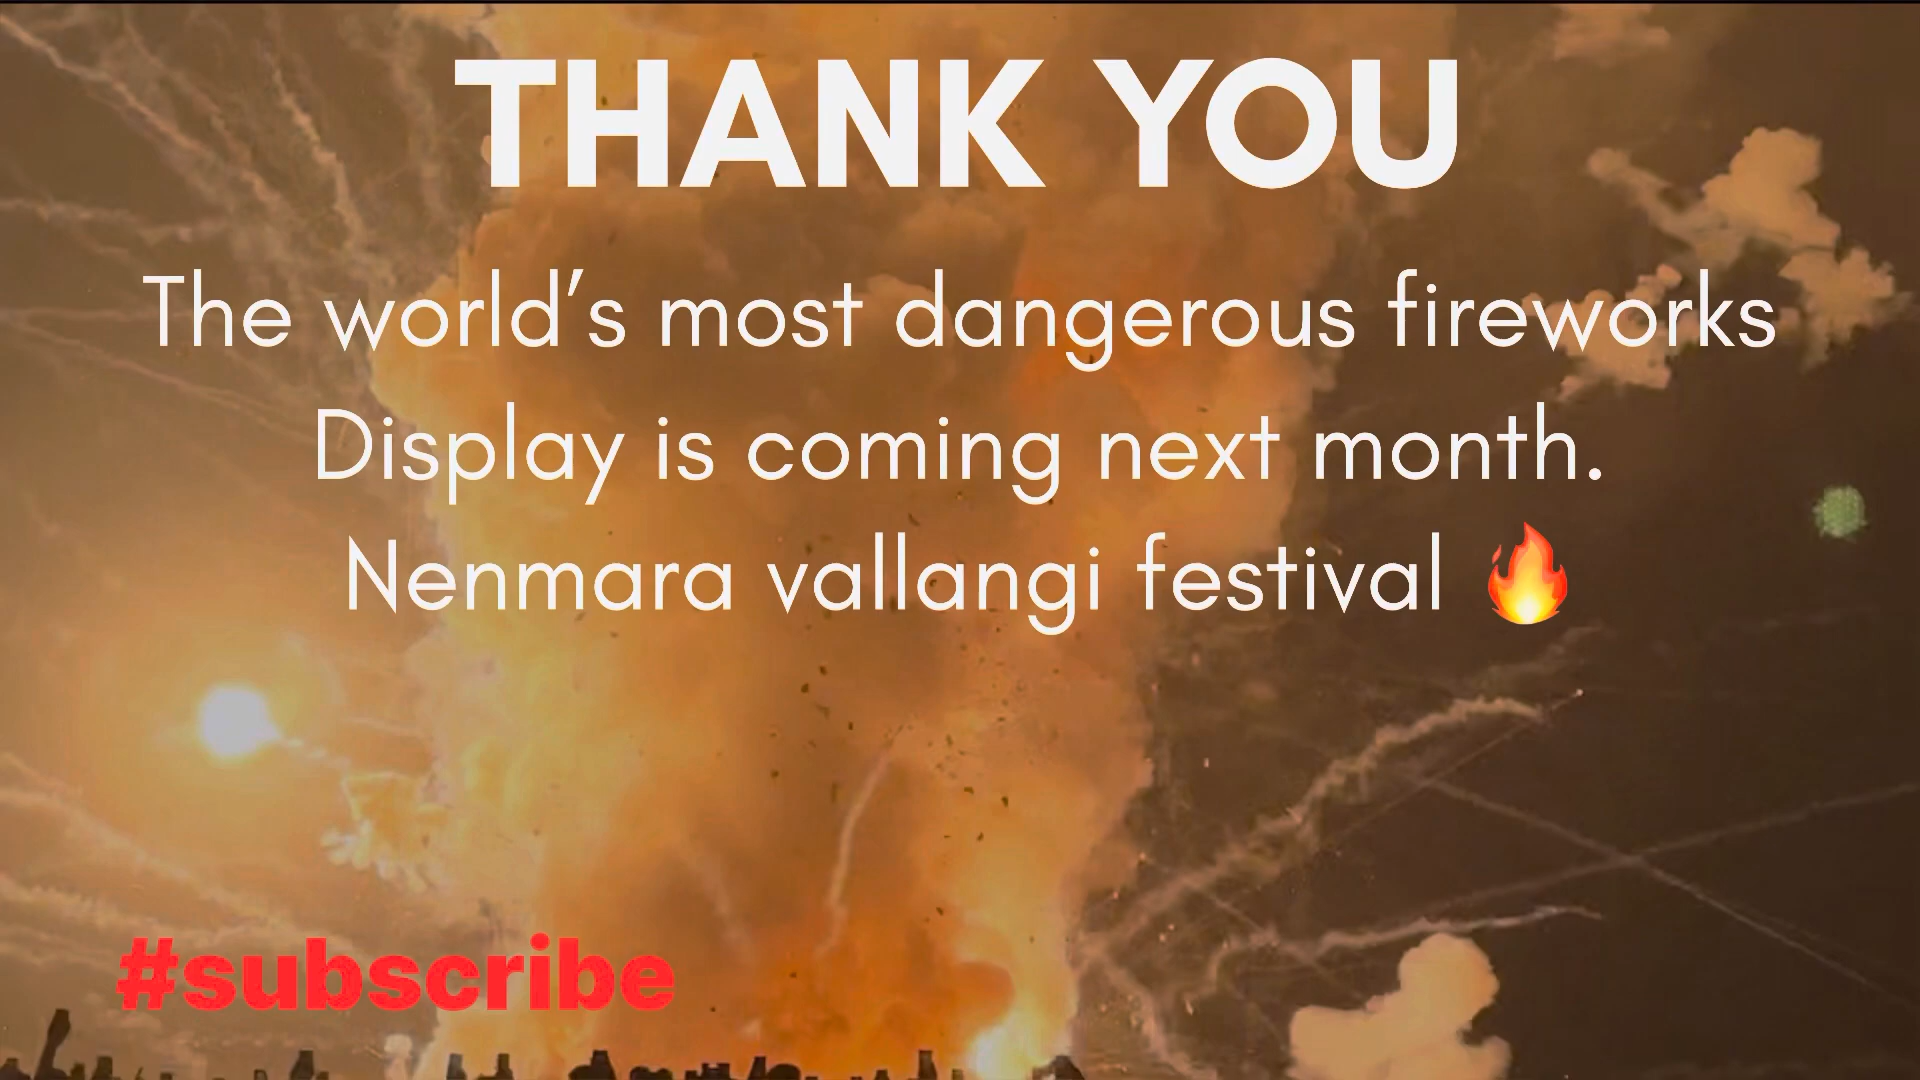 THANK YOU
The world’s most dangerous fireworks
Display is coming next month.
Nenmara vallangi festival 🔥
#subscribe